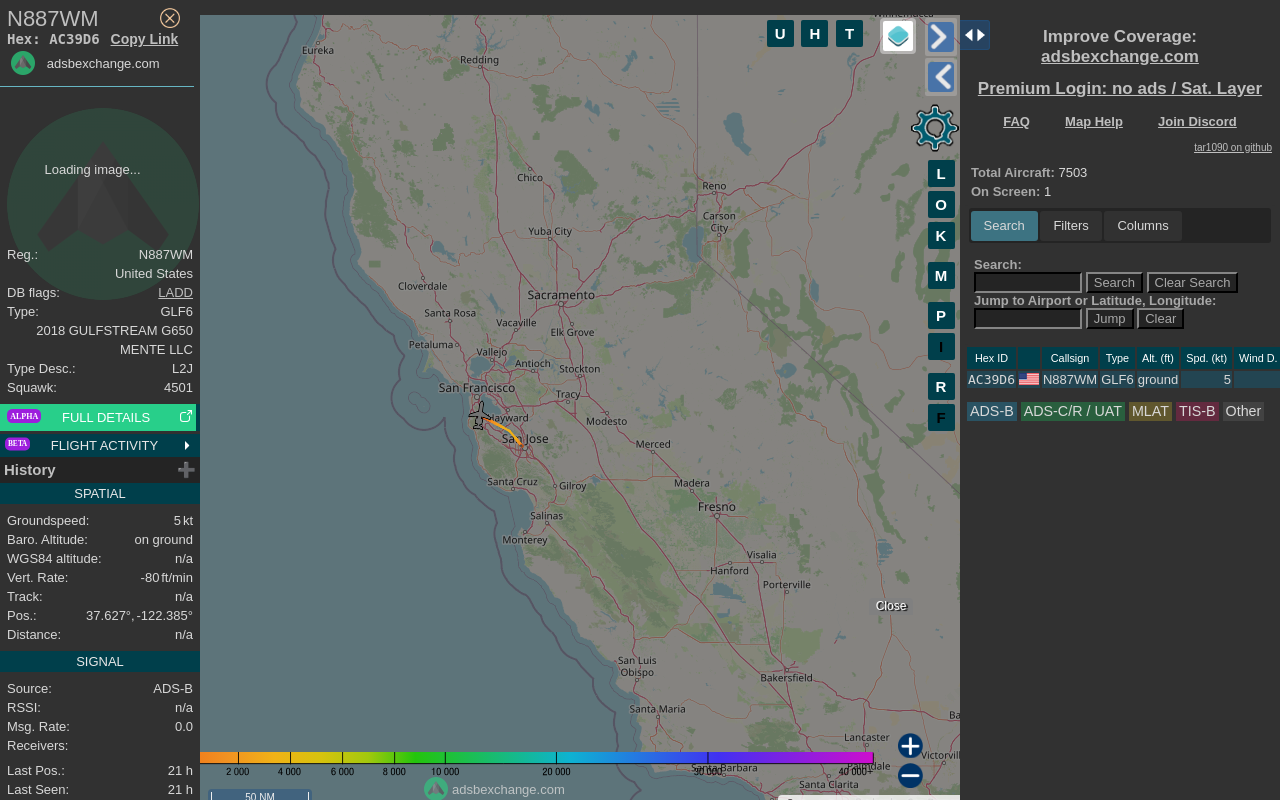 N887WM
Hex: AC39D6 Copy Link
adsbexchange.com
Loading image...
Reg.: N887WM
United States
DB flags: LADD
Type: GLF6
2018 GULFSTREAM G650
MENTE LLC
Type Desc.: L2J
Squawk: 4501
ALPHA FULL DETAILS
BETA FLIGHT ACTIVITY
History
SPATIAL
Groundspeed: 5 kt
Baro. Altitude: on ground
WGS84 altitude: n/a
Vert. Rate: -80 ft/min
Track: n/a
Pos.: 37.627°, -122.385°
Distance: n/a
SIGNAL
Source: ADS-B
RSSI: n/a
Msg. Rate: 0.0
Receivers:
Last Pos.: 21 h
Last Seen: 21 h
U H T
L
O
K
M
P
I
R
F
Winnemucca
Eureka
Redding
Chico
Reno
Carson
City
Yuba City
Cloverdale
Sacramento
Santa Rosa
Vacaville
Elk Grove
Petaluma
Vallejo
Antioch
Stockton
San Francisco
Tracy
Hayward
Modesto
San Jose
Merced
Santa Cruz
Gilroy
Madera
Salinas
Fresno
Monterey
Visalia
Hanford
Porterville
Close
San Luis
Obispo
Bakersfield
Santa Maria
Ba
Lancaster
Victorvill
Santa Barbara
Palmdale
Santa Clarita
2 000 4 000 6 000 8 000 10 000 20 000 30 000 40 000+
adsbexchange.com
50 NM
Improve Coverage:
adsbexchange.com
Premium Login: no ads / Sat. Layer
FAQ Map Help Join Discord
tar1090 on github
Total Aircraft: 7503
On Screen: 1
Search Filters Columns
Search:
Search Clear Search
Jump to Airport or Latitude, Longitude:
Jump Clear
Hex ID Callsign Type Alt. (ft) Spd. (kt) Wind D.
AC39D6 N887WM GLF6 ground 5
ADS-B ADS-C/R / UAT MLAT TIS-B Other